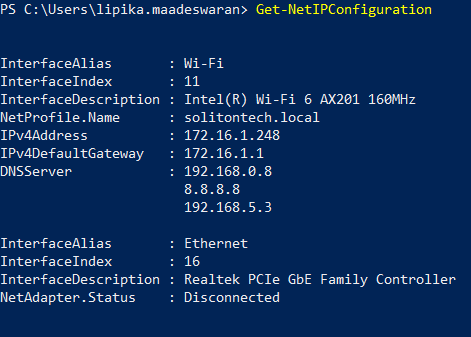 PS C:\Users\lipika.maadeswaran> Get-NetIPConfiguration
InterfaceAlias : Wi-Fi
InterfaceIndex : 11
InterfaceDescription : Intel(R) Wi-Fi 6 AX201 160MHz
NetProfile.Name : solitontech.local
IPv4Address : 172.16.1.248
IPv4DefaultGateway : 172.16.1.1
DNSServer : 192.168.0.8
8.8.8.8
192.168.5.3
InterfaceAlias : Ethernet
InterfaceIndex : 16
InterfaceDescription : Realtek PCIe GbE Family Controller
NetAdapter.Status : Disconnected